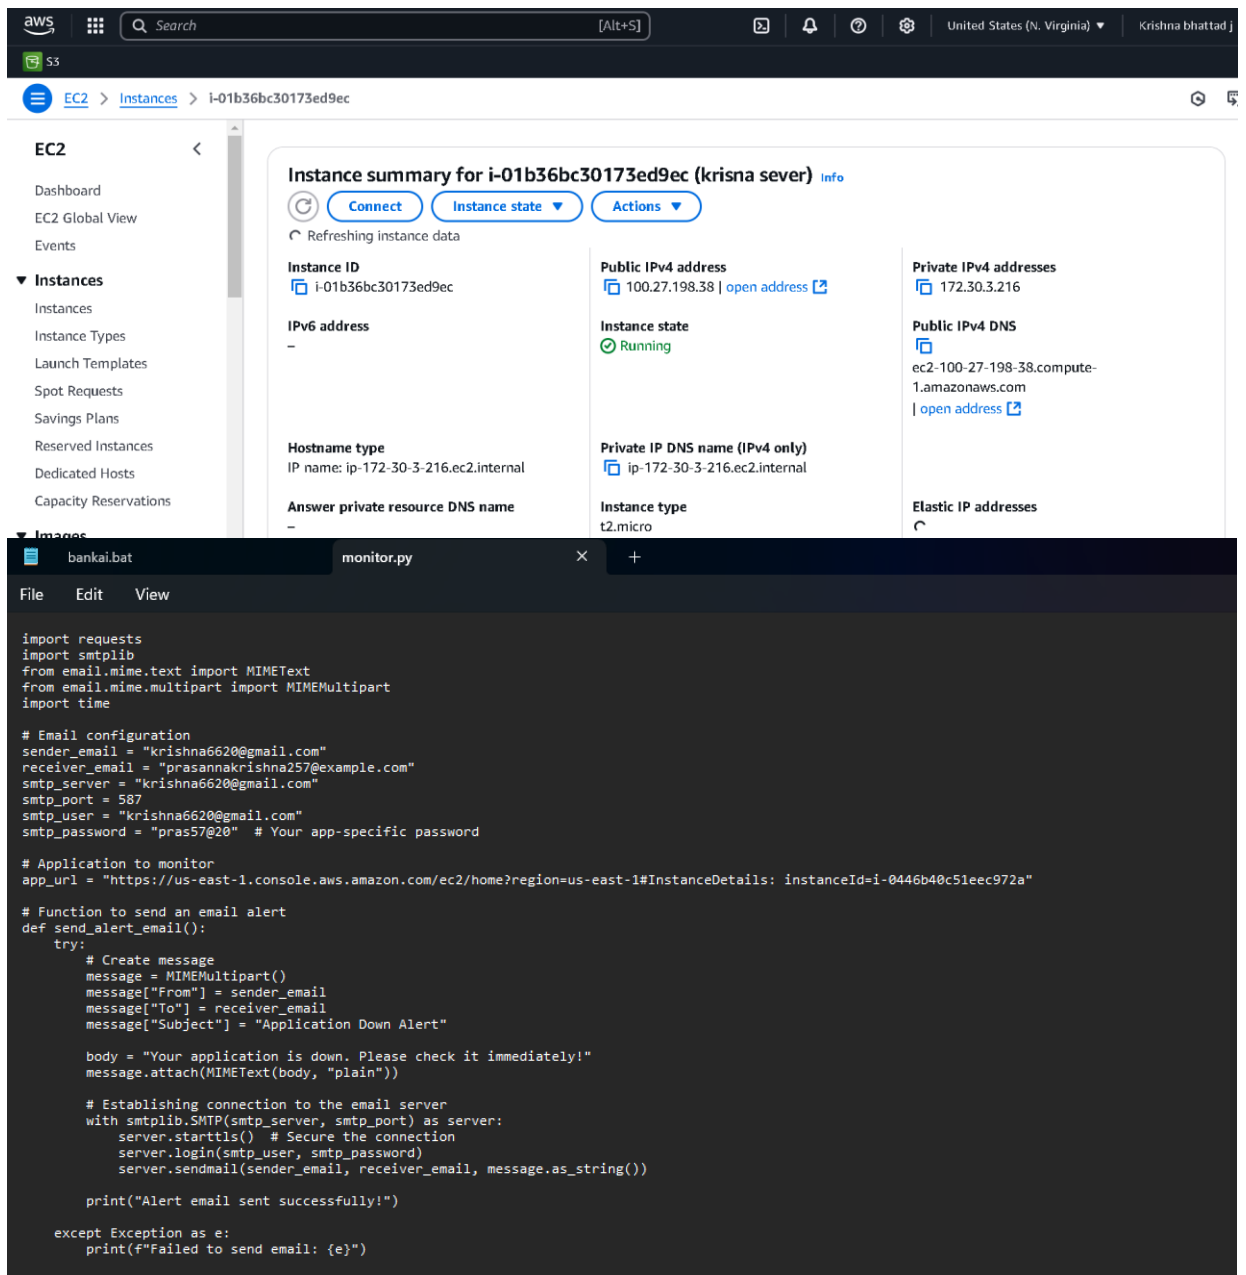 aws
Search [Alt+S] United States (N. Virginia) Krishna bhattad j
S3
EC2 > Instances > i-01b36bc30173ed9ec
EC2
Dashboard
EC2 Global View
Events
Instances
Instances
Instance Types
Launch Templates
Spot Requests
Savings Plans
Reserved Instances
Dedicated Hosts
Capacity Reservations
Images
Instance summary for i-01b36bc30173ed9ec (krisna sever) Info
Connect Instance state Actions
Refreshing instance data
Instance ID
i-01b36bc30173ed9ec
Public IPv4 address
100.27.198.38 | open address
Private IPv4 addresses
172.30.3.216
IPv6 address
–
Instance state
Running
Public IPv4 DNS
ec2-100-27-198-38.compute-
1.amazonaws.com
| open address
Hostname type
IP name: ip-172-30-3-216.ec2.internal
Private IP DNS name (IPv4 only)
ip-172-30-3-216.ec2.internal
Answer private resource DNS name
–
Instance type
t2.micro
Elastic IP addresses
bankai.bat monitor.py
File Edit View
import requests
import smtplib
from email.mime.text import MIMEText
from email.mime.multipart import MIMEMultipart
import time
# Email configuration
sender_email = "krishna6620@gmail.com"
receiver_email = "prasannakrishna257@example.com"
smtp_server = "krishna6620@gmail.com"
smtp_port = 587
smtp_user = "krishna6620@gmail.com"
smtp_password = "pras57@20"  # Your app-specific password
# Application to monitor
app_url = "https://us-east-1.console.aws.amazon.com/ec2/home?region=us-east-1#InstanceDetails: instanceId=i-0446b40c51eec972a"
# Function to send an email alert
def send_alert_email():
    try:
        # Create message
        message = MIMEMultipart()
        message["From"] = sender_email
        message["To"] = receiver_email
        message["Subject"] = "Application Down Alert"
        body = "Your application is down. Please check it immediately!"
        message.attach(MIMEText(body, "plain"))
        # Establishing connection to the email server
        with smtplib.SMTP(smtp_server, smtp_port) as server:
            server.starttls()  # Secure the connection
            server.login(smtp_user, smtp_password)
            server.sendmail(sender_email, receiver_email, message.as_string())
        print("Alert email sent successfully!")
    except Exception as e:
        print(f"Failed to send email: {e}")